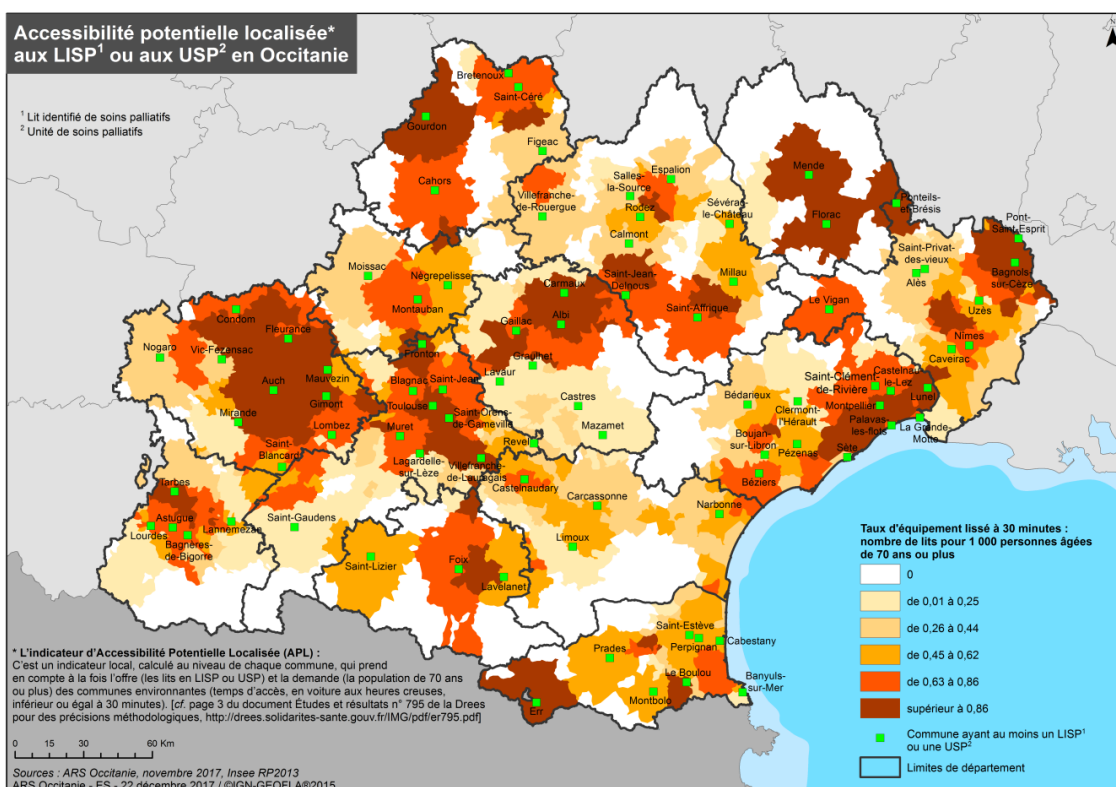 Accessibilité potentielle localisée*
aux LISP¹ ou aux USP² en Occitanie
¹ Lit identifié de soins palliatifs
² Unité de soins palliatifs
N
Bretenoux
Saint-Céré
Gourdon
Figeac
Cahors
Villefranche-
de-Rouergue
Salles-
la-Source
Espalion
Rodez
Sévérac
le-Château
Calmont
Mende
Florac
Ponteils-
et-Brésis
Pont-
Saint-Esprit
Saint-Privat-
des-vieux
Alès
Bagnols-
sur-Cèze
Uzès
Moissac
Nègrepelisse
Montauban
Millau
Saint-Jean-
Delnous
Saint-Affrique
Le Vigan
Carmaux
Albi
Gaillac
Graulhet
Lavaur
Castres
Mazamet
Nîmes
Caveirac
Condom
Fleurance
Nogaro
Vic-Fézensac
Auch
Mauvezin
Gimont
Mirande
Lombez
Saint-
Blancard
Fronton
Blagnac
Saint-Jean
Toulouse
Saint-Orens-
de-Gameville
Muret
Revel
Lagardelle-
sur-Lèze
Villefranche-
de-Lauragais
Castelnaudary
Carcassonne
Limoux
Narbonne
Saint-Clément-
de-Rivière
Castelnau
le-Lez
Lunel
Montpellier
Palavas-
les-flots
La Grande-
Motte
Sète
Bédarieux
Clermont-
l'Hérault
Boujan-
sur-Libron
Pézenas
Béziers
Tarbes
Astugue
Lourdes
Lannemezan
Bagnères-
de-Bigorre
Saint-Gaudens
Saint-Lizier
Foix
Lavelanet
Saint-Estève
Perpignan
Cabestany
Prades
Le Boulou
Montbolo
Banyuls-
sur-Mer
Err
Taux d'équipement lissé à 30 minutes :
nombre de lits pour 1 000 personnes âgées
de 70 ans ou plus
0
de 0,01 à 0,25
de 0,26 à 0,44
de 0,45 à 0,62
de 0,63 à 0,86
supérieur à 0,86
Commune ayant au moins un LISP¹
ou une USP²
Limites de département
* L'indicateur d'Accessibilité Potentielle Localisée (APL) :
C'est un indicateur local, calculé au niveau de chaque commune, qui prend
en compte à la fois l'offre (les lits en LISP ou USP) et la demande (la population de 70 ans
ou plus) des communes environnantes (temps d'accès, en voiture aux heures creuses,
inférieur ou égal à 30 minutes). [cf. page 3 du document Études et résultats n° 795 de la Drees
pour des précisions méthodologiques, http://drees.solidarites-sante.gouv.fr/IMG/pdf/er795.pdf]
0 15 30 60 Km
Sources : ARS Occitanie, novembre 2017, Insee RP2013
ARS Occitanie - ES - 22 décembre 2017 / ©IGN-GEOFLA®2015